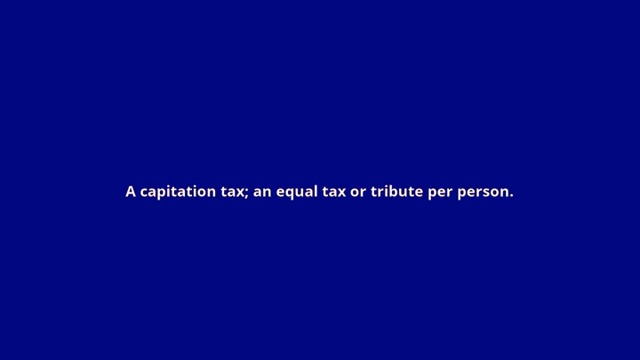 A capitation tax; an equal tax or tribute per person.